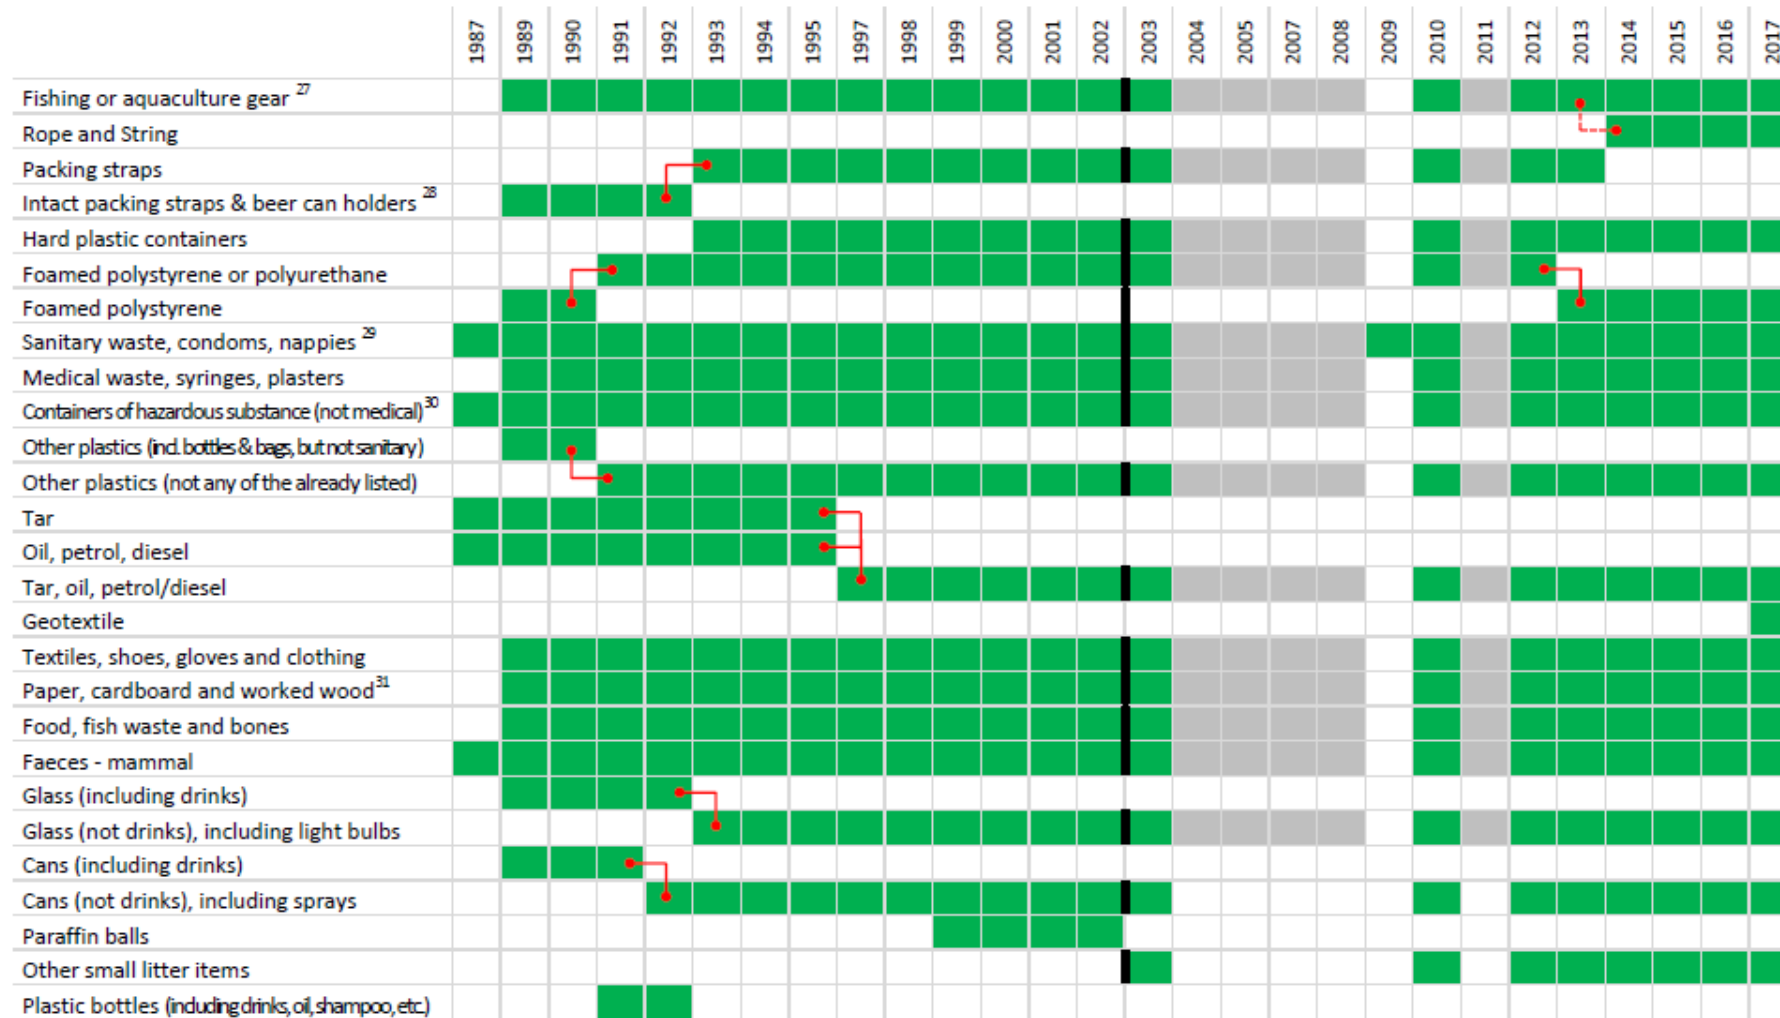 1987 1989 1990 1991 1992 1993 1994 1995 1997 1998 1999 2000 2001 2002 2003 2004 2005 2007 2008 2009 2010 2011 2012 2013 2014 2015 2016 2017
Fishing or aquaculture gear 27
Rope and String
Packing straps
Intact packing straps & beer can holders 28
Hard plastic containers
Foamed polystyrene or polyurethane
Foamed polystyrene
Sanitary waste, condoms, nappies 29
Medical waste, syringes, plasters
Containers of hazardous substance (not medical)30
Other plastics (incl. bottles & bags, but not sanitary)
Other plastics (not any of the already listed)
Tar
Oil, petrol, diesel
Tar, oil, petrol/diesel
Geotextile
Textiles, shoes, gloves and clothing
Paper, cardboard and worked wood31
Food, fish waste and bones
Faeces - mammal
Glass (including drinks)
Glass (not drinks), including light bulbs
Cans (including drinks)
Cans (not drinks), including sprays
Paraffin balls
Other small litter items
Plastic bottles (including drinks, oil, shampoo, etc.)